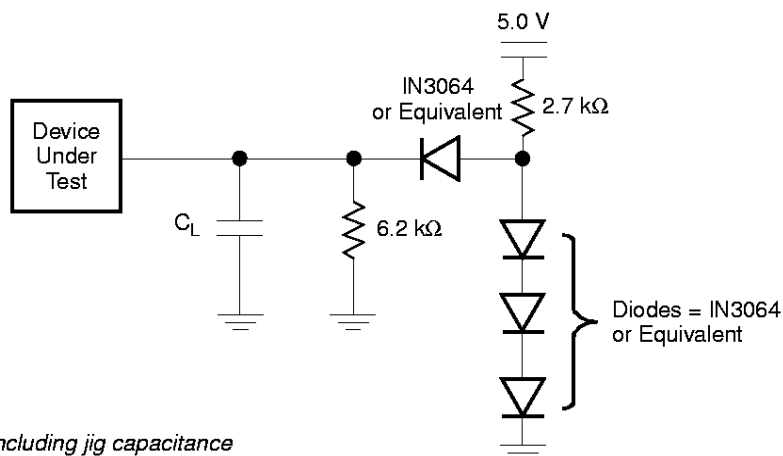 5.0 V
IN3064
or Equivalent
2.7 kΩ
Device
Under
Test
CL
6.2 kΩ
Diodes = IN3064
or Equivalent
ncluding jig capacitance